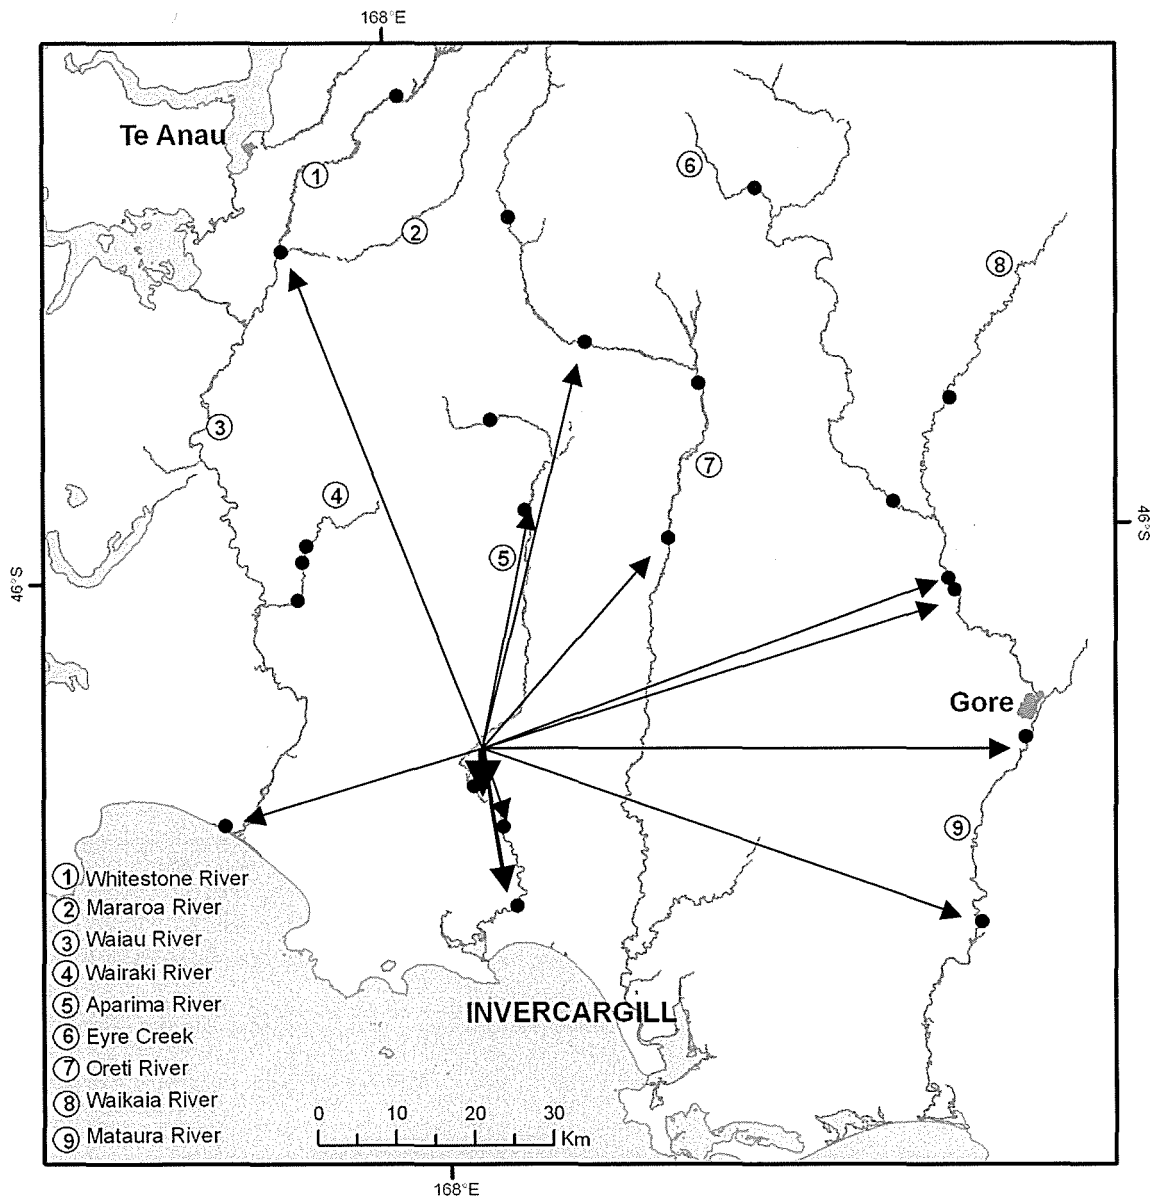 168°E
Te Anau
1
2
6
8
3
7
4
5
46°S
46°S
Gore
9
1 Whitestone River
2 Mararoa River
3 Waiau River
4 Wairaki River
5 Aparima River
6 Eyre Creek
7 Oreti River
8 Waikaia River
9 Mataura River
INVERCARGILL
0 10 20 30
Km
168°E